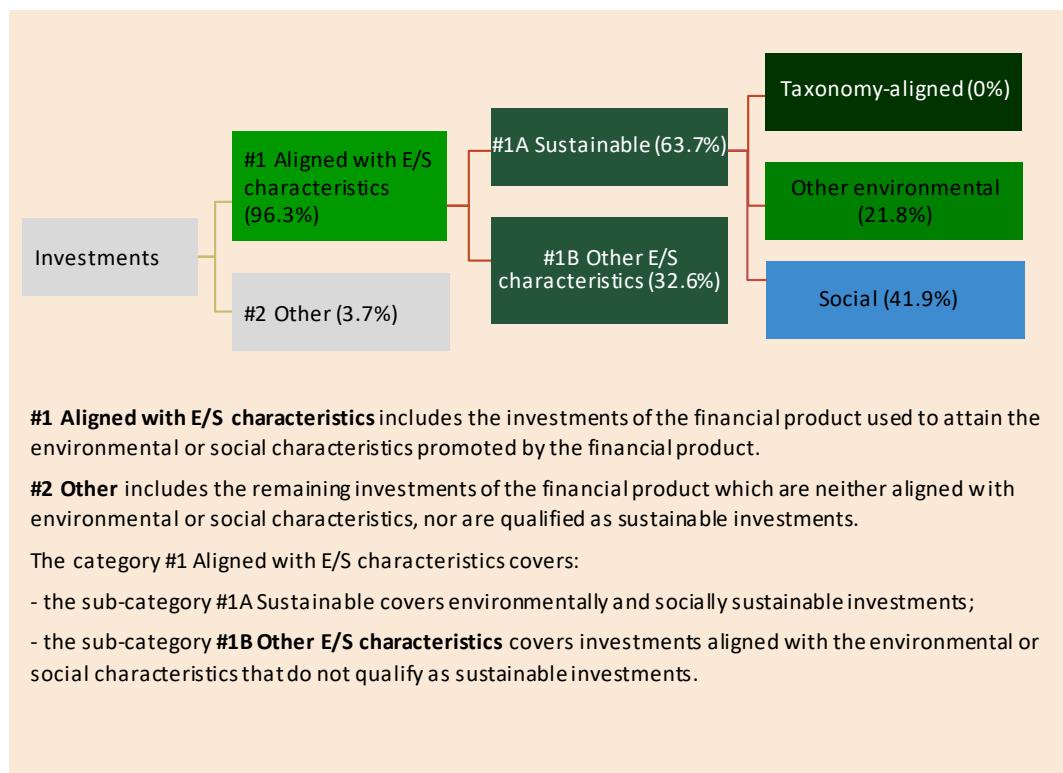 Investments
#1 Aligned with E/S
characteristics
(96.3%)
#2 Other (3.7%)
#1A Sustainable (63.7%)
#1B Other E/S
characteristics (32.6%)
Taxonomy-aligned (0%)
Other environmental
(21.8%)
Social (41.9%)
#1 Aligned with E/S characteristics includes the investments of the financial product used to attain the
environmental or social characteristics promoted by the financial product.
#2 Other includes the remaining investments of the financial product which are neither aligned with
environmental or social characteristics, nor are qualified as sustainable investments.
The category #1 Aligned with E/S characteristics covers:
- the sub-category #1A Sustainable covers environmentally and socially sustainable investments;
- the sub-category #1B Other E/S characteristics covers investments aligned with the environmental or
social characteristics that do not qualify as sustainable investments.